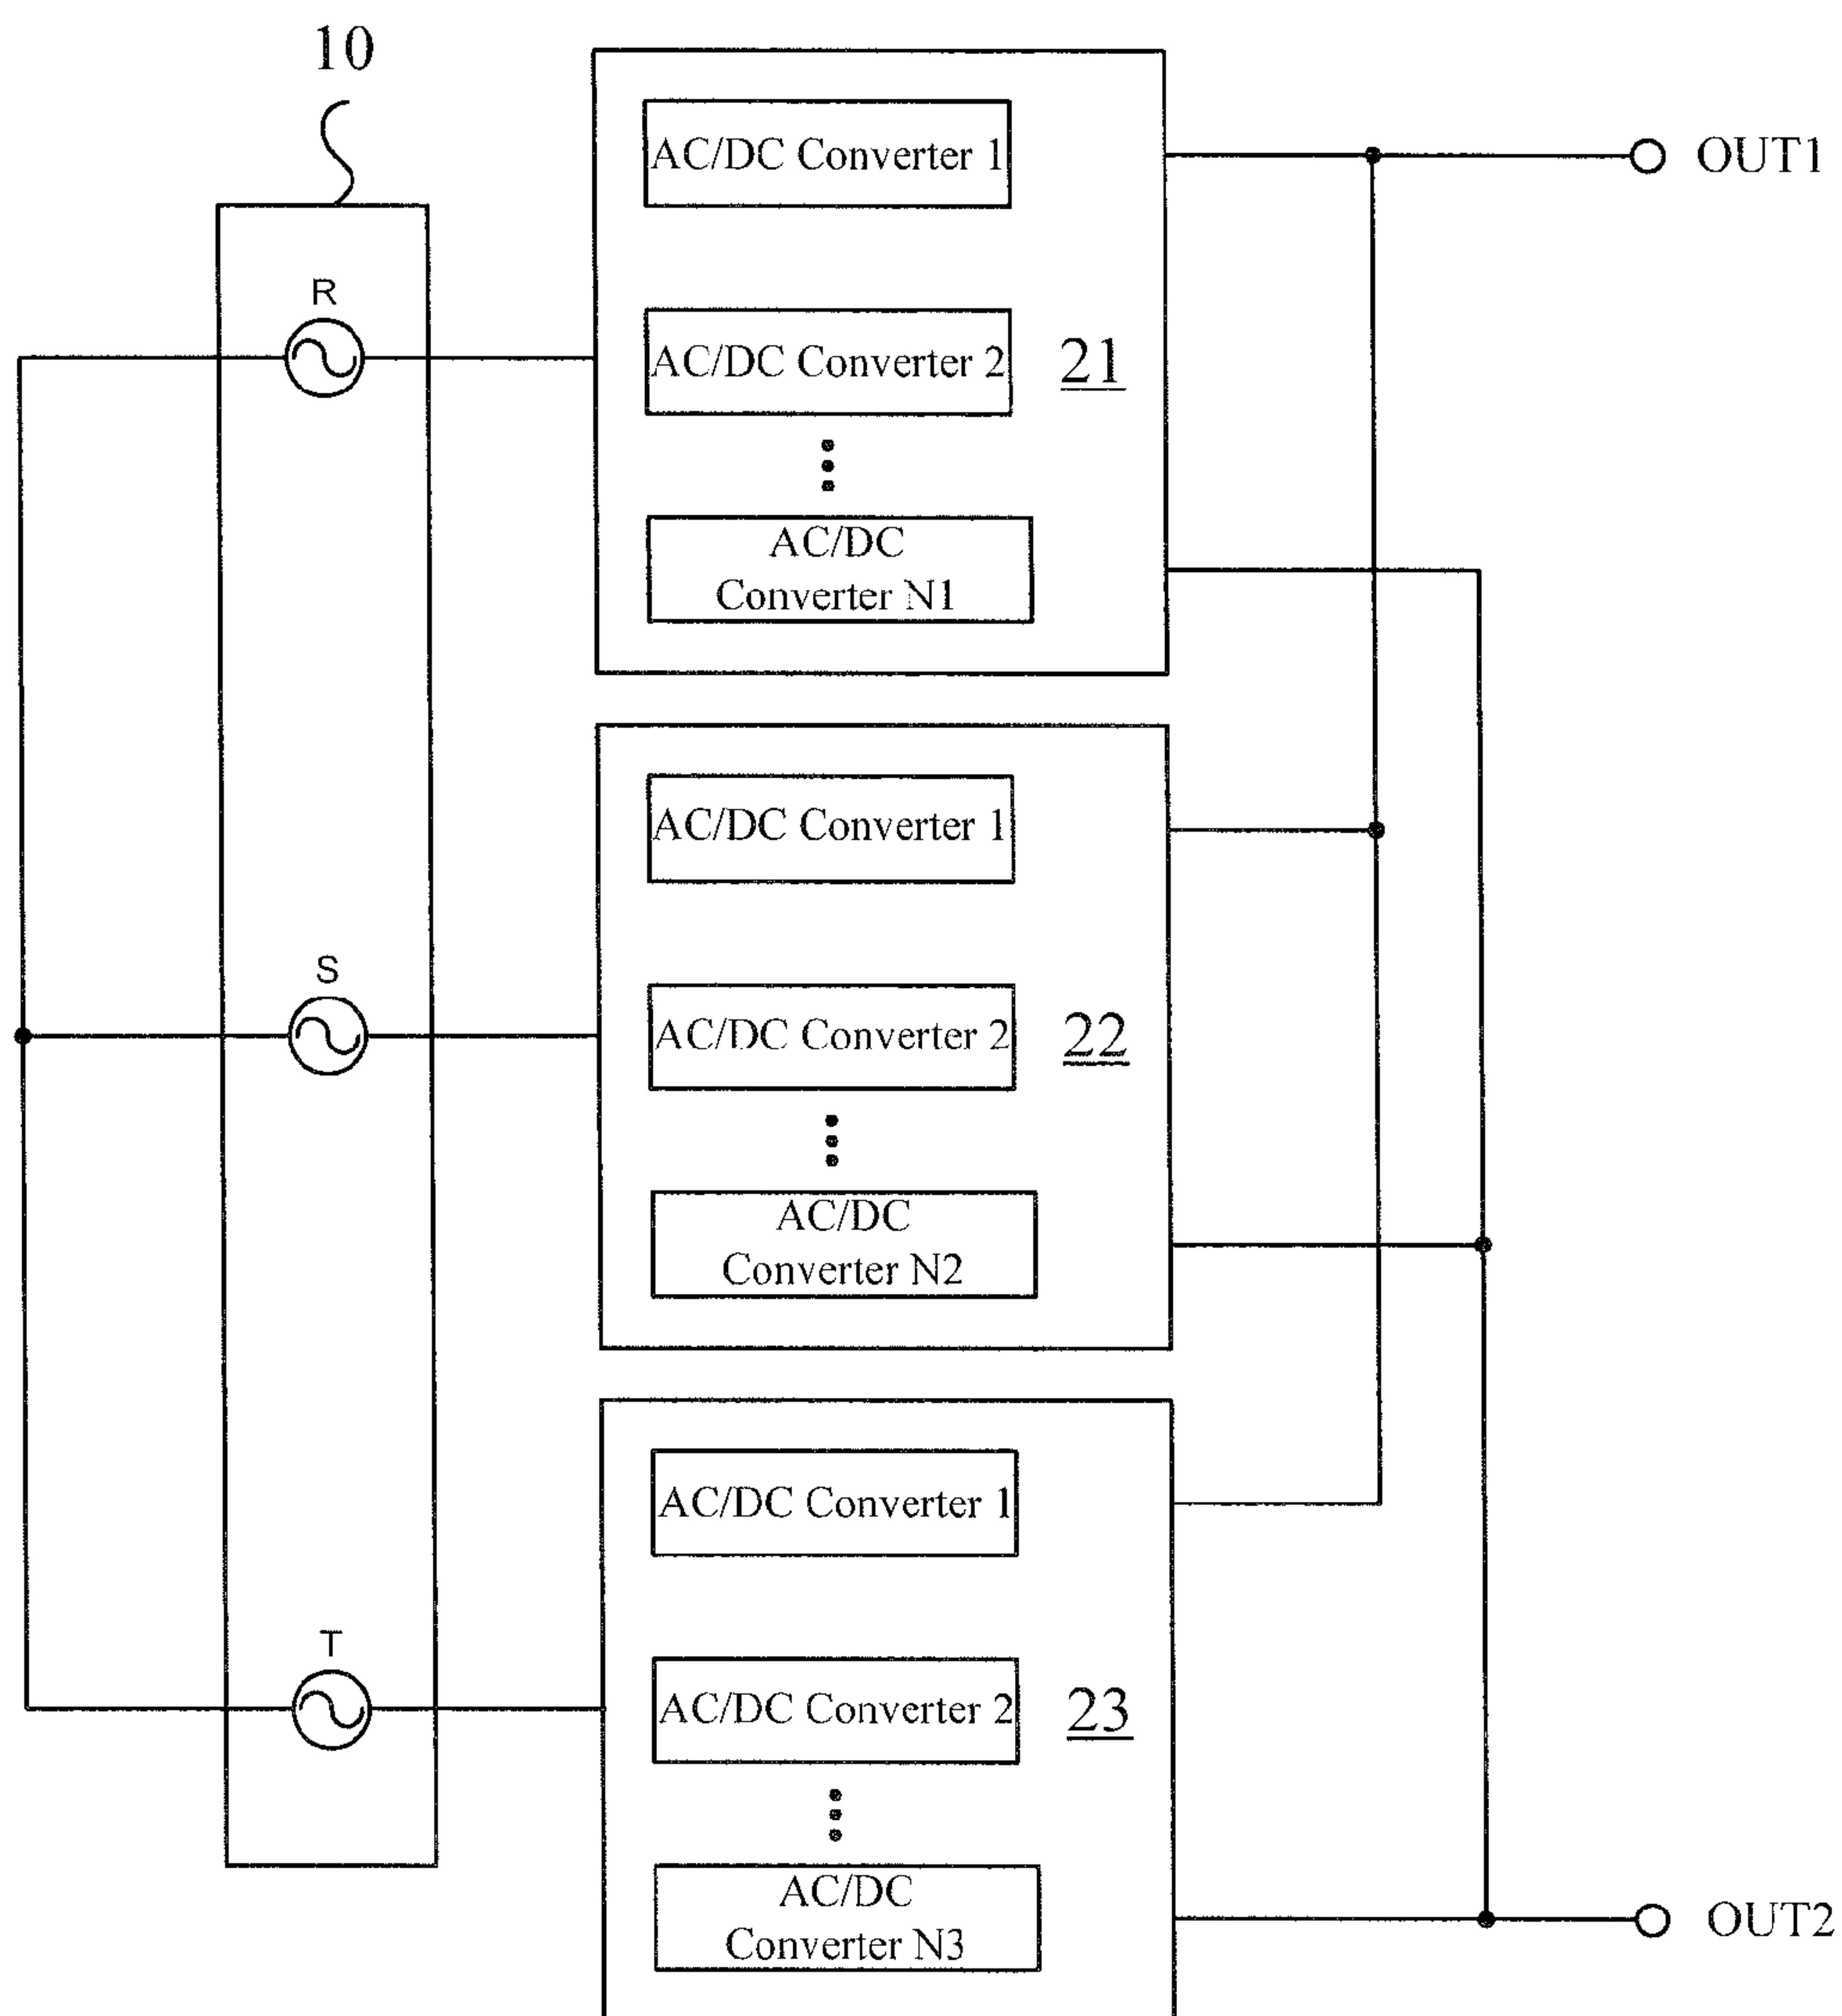 10
AC/DC Converter 1
OUT1
R
AC/DC Converter 2
21
AC/DC
Converter N1
AC/DC Converter 1
S
AC/DC Converter 2
22
AC/DC
Converter N2
AC/DC Converter 1
T
AC/DC Converter 2
23
AC/DC
Converter N3
OUT2